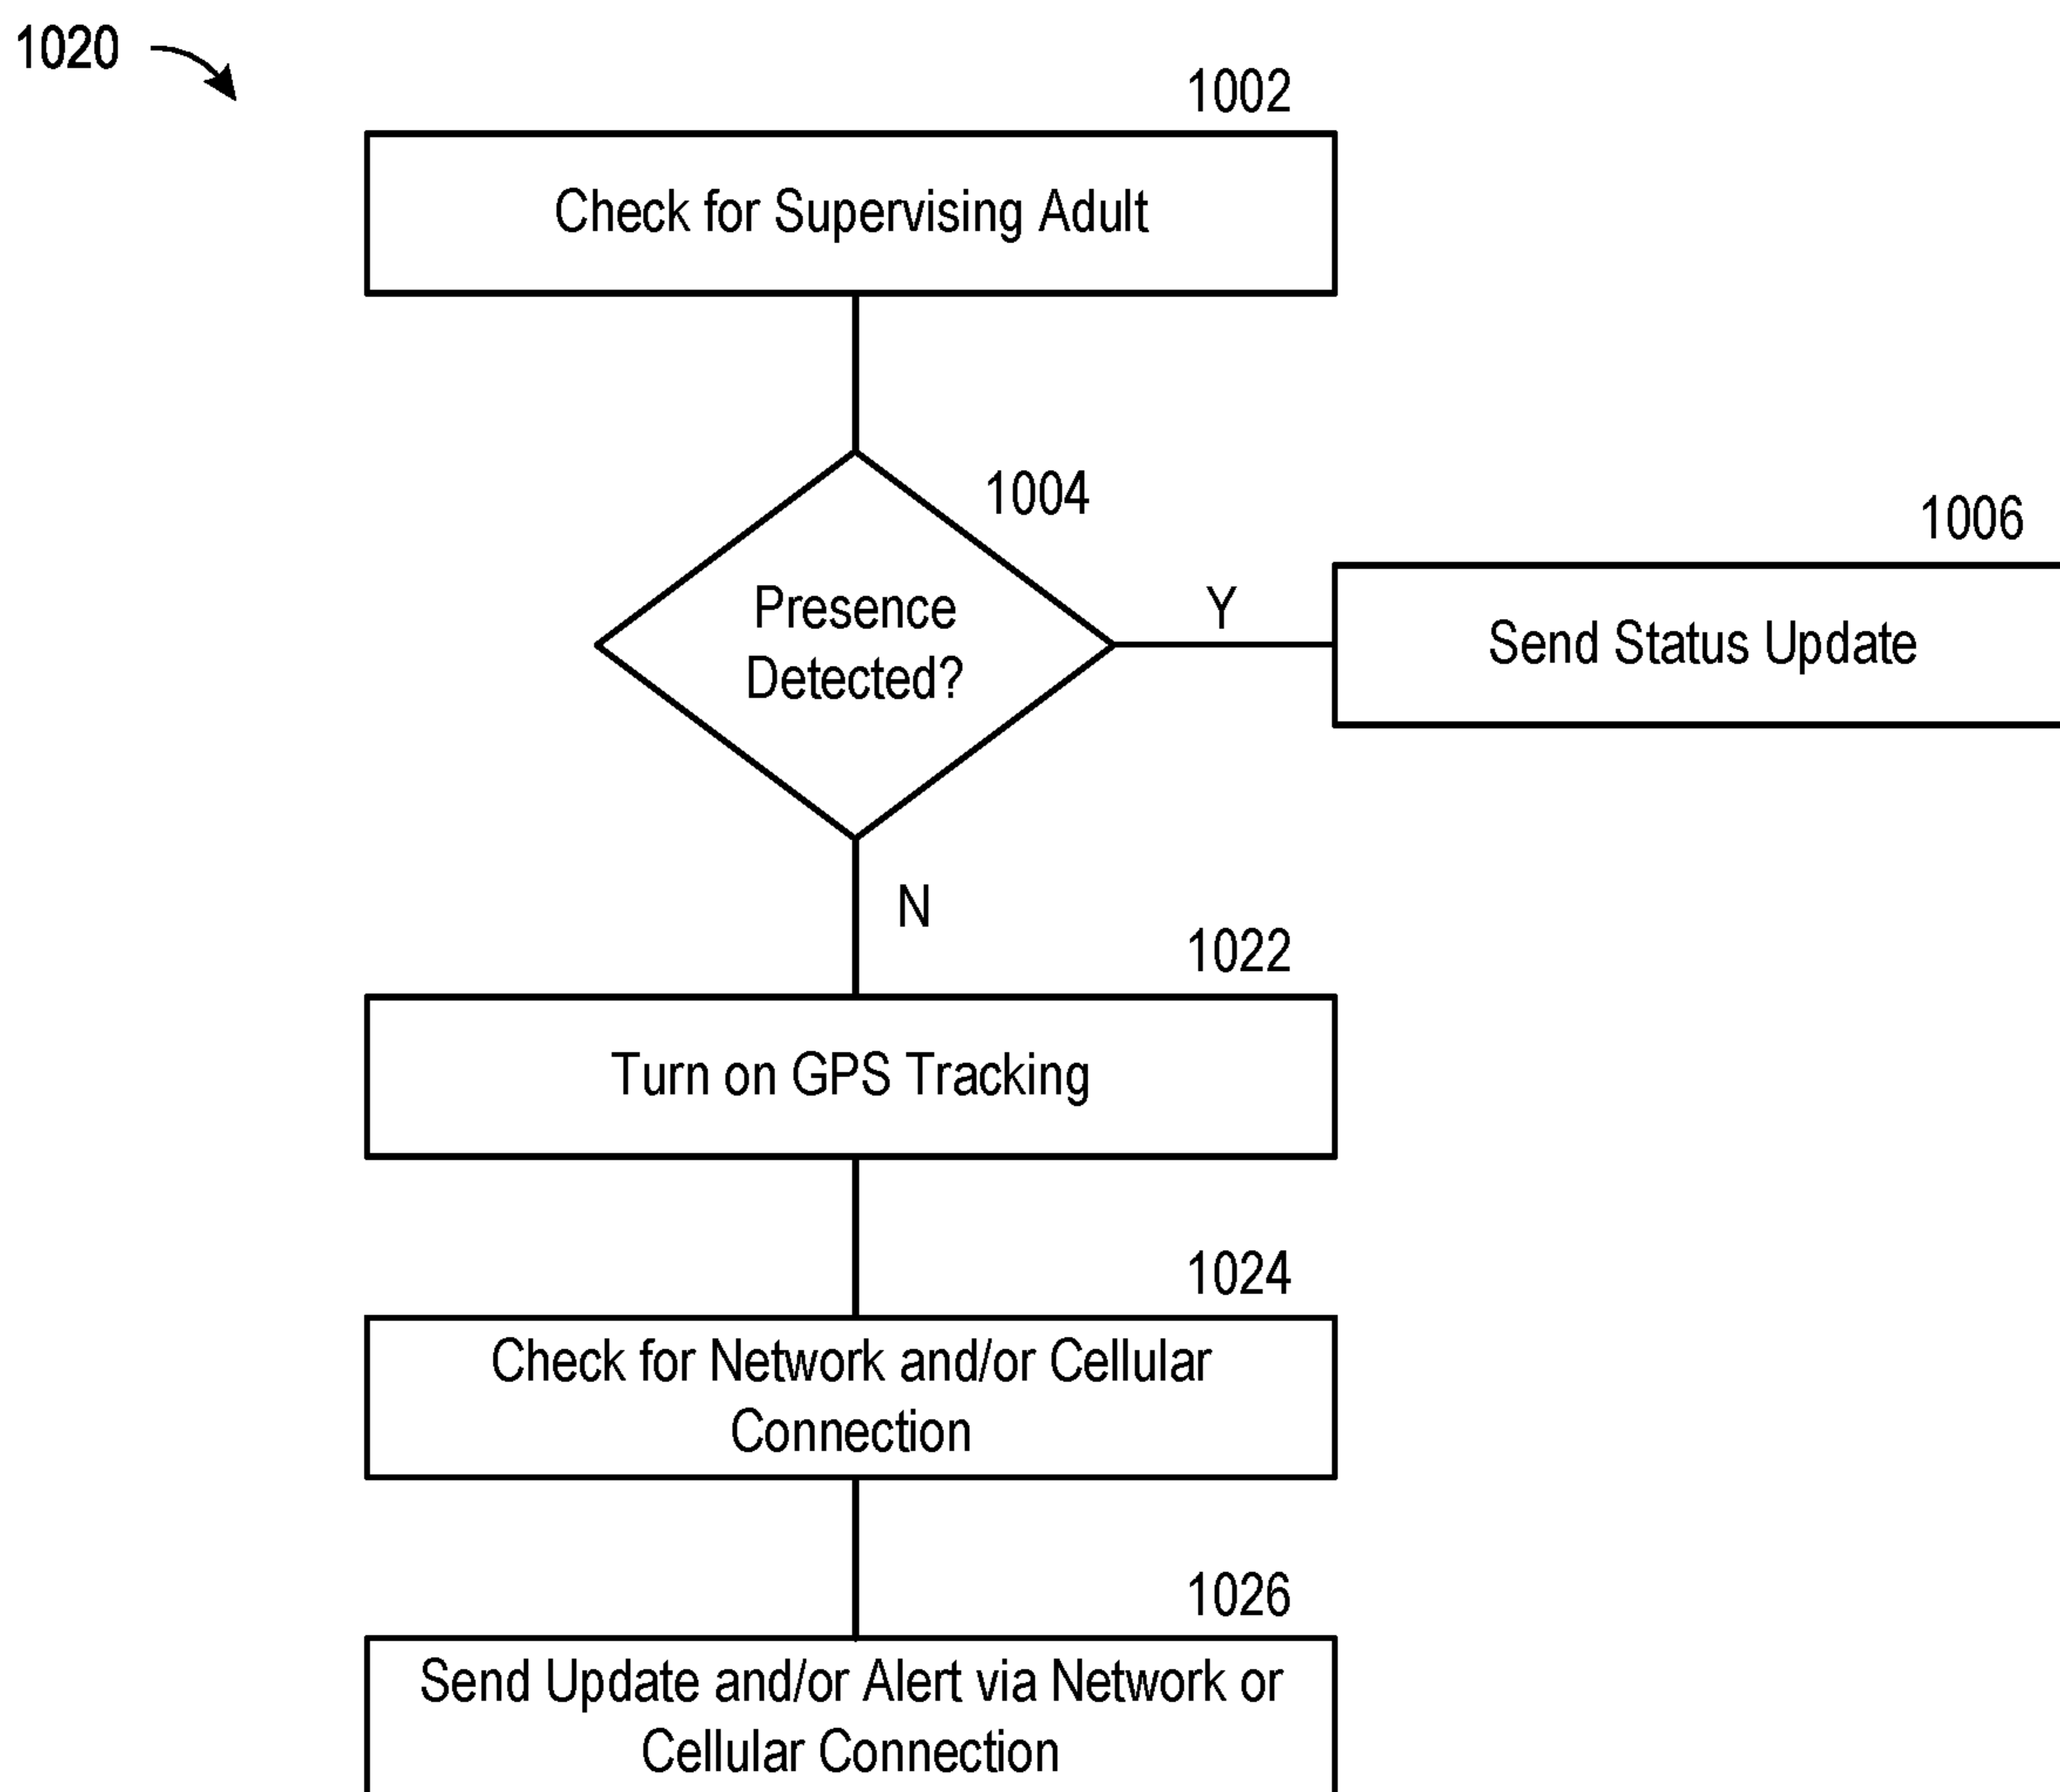 1020
1002
Check for Supervising Adult
1004
Presence
Detected?
Y
1006
Send Status Update
N
1022
Turn on GPS Tracking
1024
Check for Network and/or Cellular
Connection
1026
Send Update and/or Alert via Network or
Cellular Connection